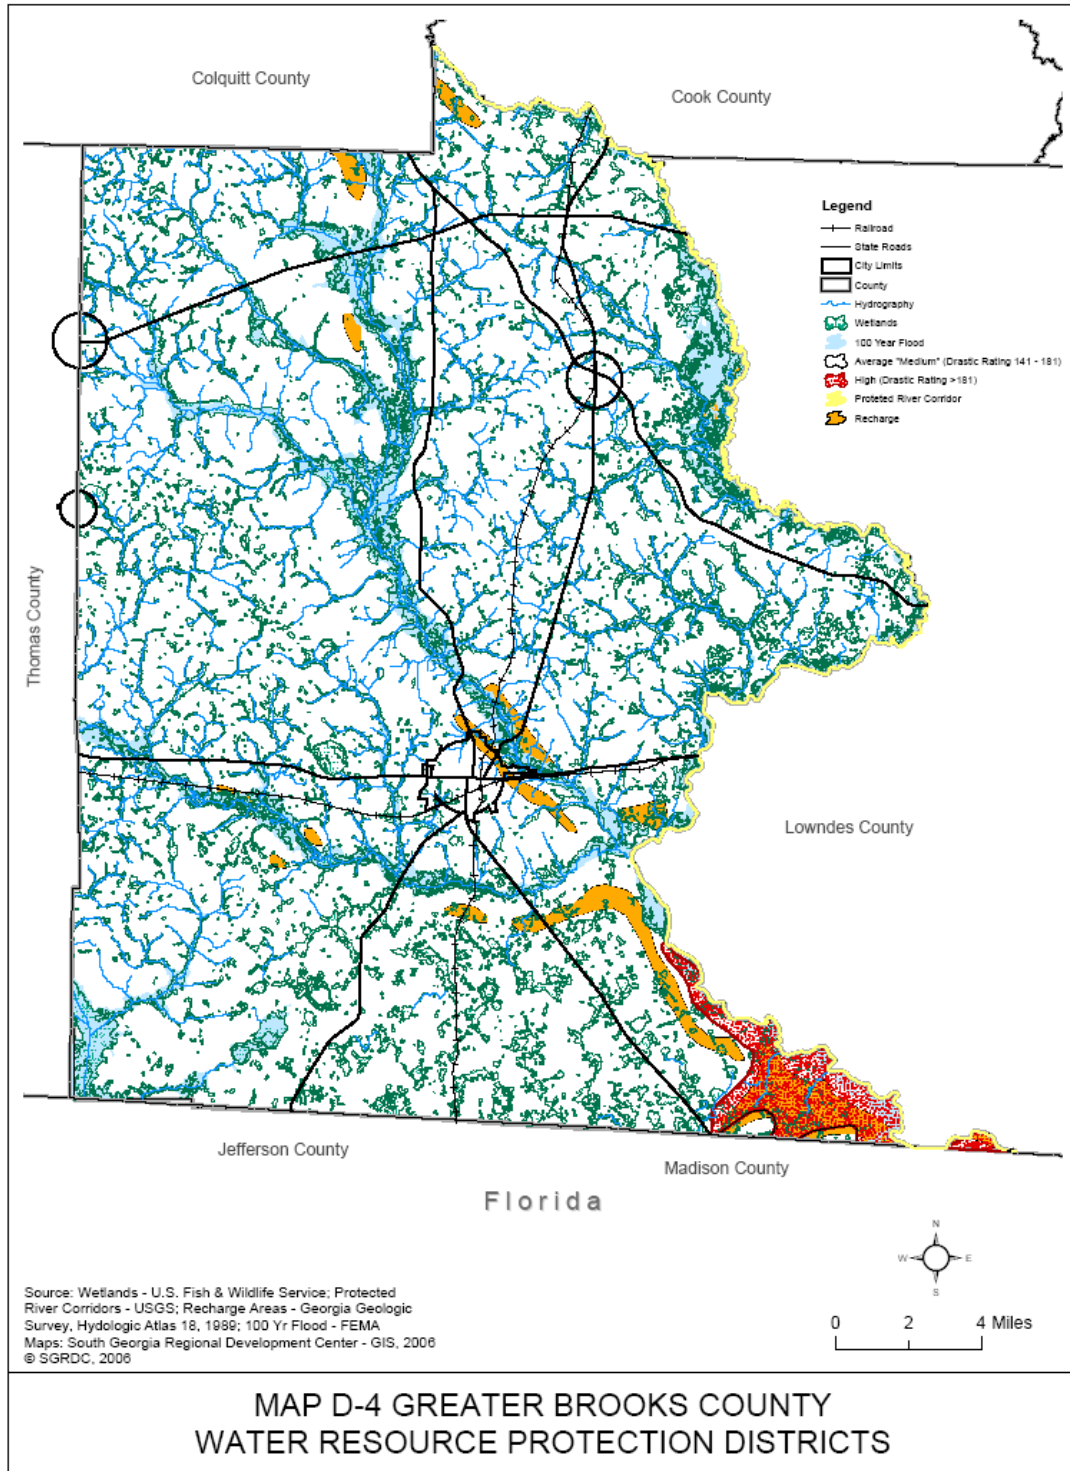 Colquitt County
Cook County
Legend
Railroad
State Roads
City Limits
County
Hydrography
Wetlands
100 Year Flood
Average "Medium" (Drastic Rating 141 - 181)
High (Drastic Rating >181)
Proteted River Corridor
Recharge
Thomas County
Lowndes County
Jefferson County
Madison County
Florida
N
W E
S
Source: Wetlands - U.S. Fish & Wildlife Service; Protected
River Corridors - USGS; Recharge Areas - Georgia Geologic
Survey, Hydologic Atlas 18, 1989; 100 Yr Flood - FEMA
Maps: South Georgia Regional Development Center - GIS, 2006
© SGRDC, 2006
0 2 4 Miles
MAP D-4 GREATER BROOKS COUNTY
WATER RESOURCE PROTECTION DISTRICTS